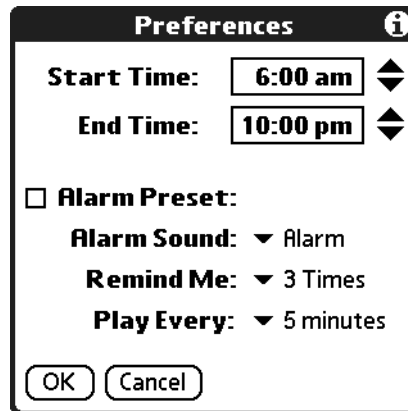 Preferences i
Start Time: 6:00 am
End Time: 10:00 pm
Alarm Preset:
Alarm Sound: Alarm
Remind Me: 3 Times
Play Every: 5 minutes
OK Cancel